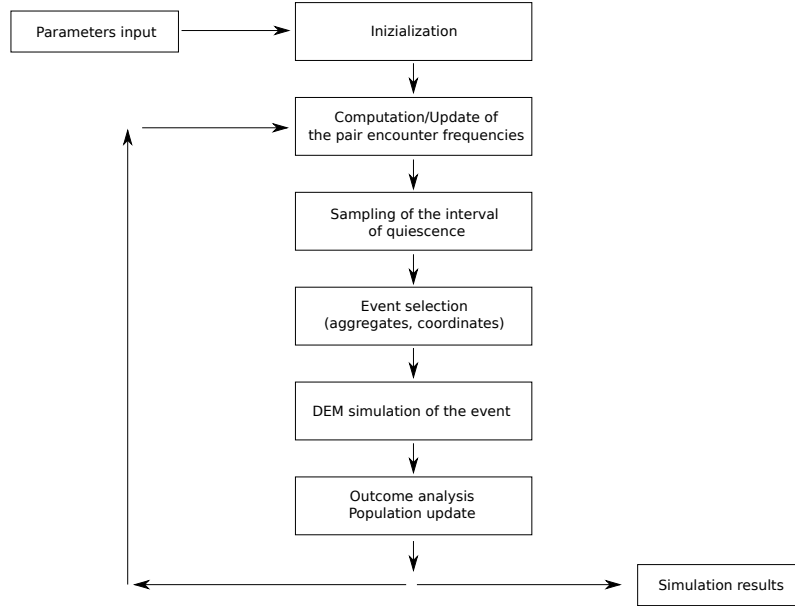 Parameters input
Inizialization
Computation/Update of
the pair encounter frequencies
Sampling of the interval
of quiescence
Event selection
(aggregates, coordinates)
DEM simulation of the event
Outcome analysis
Population update
Simulation results